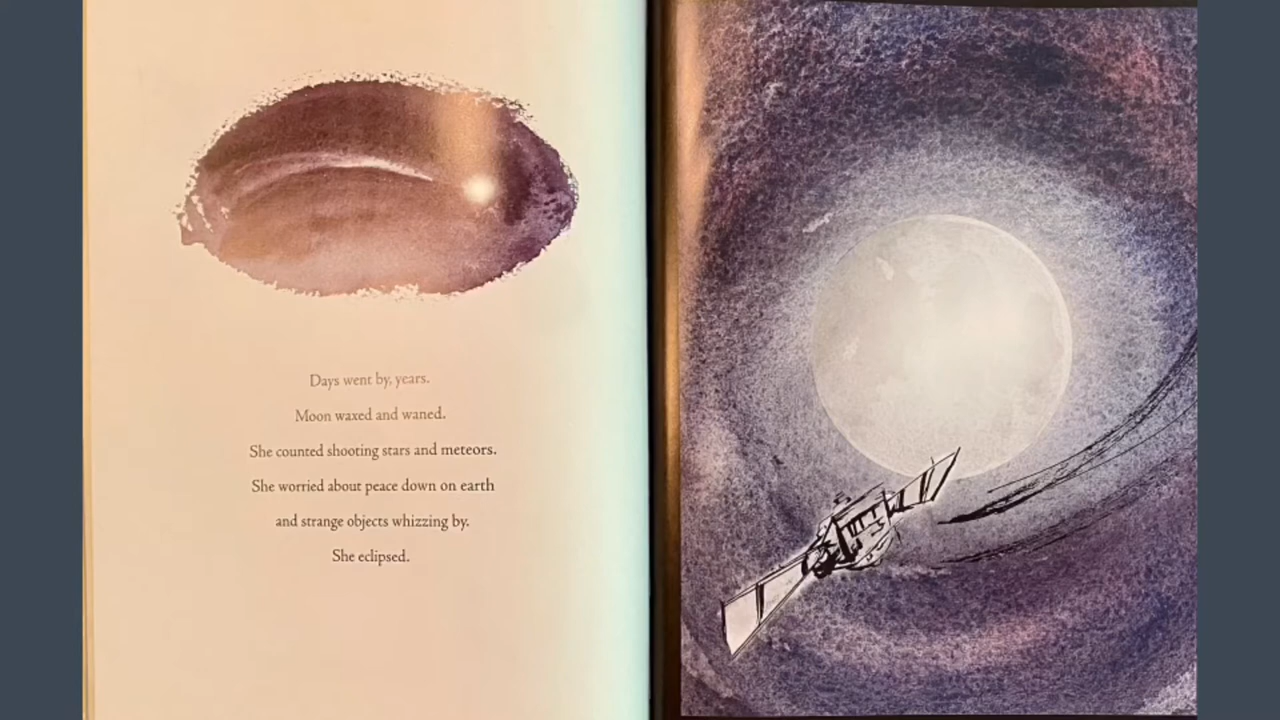 Days went by, years.
Moon waxed and waned.
She counted shooting stars and meteors.
She worried about peace down on earth
and strange objects whizzing by.
She eclipsed.